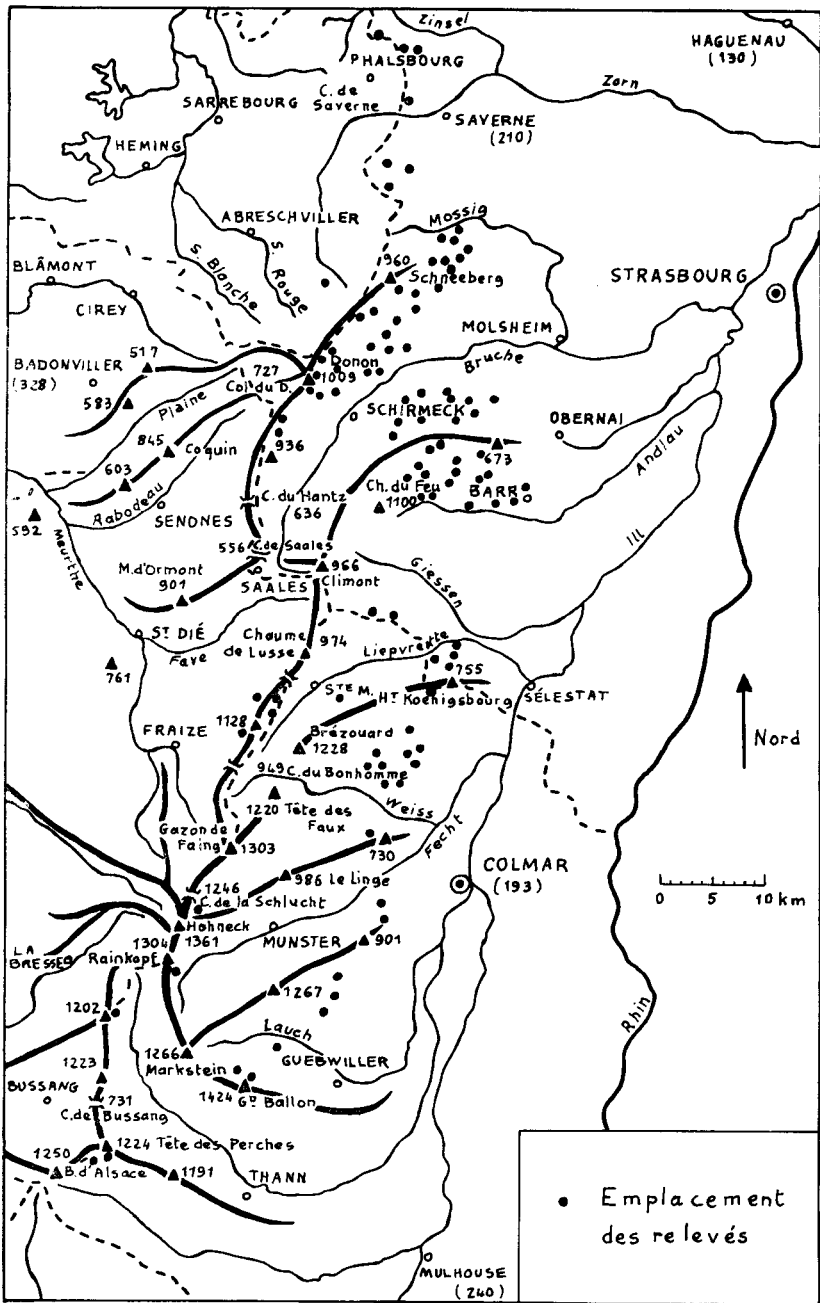 Zinsel
HAGUENAU
(130)
PHALSBOURG
C. de
Saverne
Zorn
SARREBOURG
SAVERNE
(210)
HEMING
ABRESCHVILLER
Mossig
S. Rouge
S. Blanche
960
Schneeberg
BLÂMONT
STRASBOURG
CIREY
MOLSHEIM
BADONVILLER
(328)
517
727
Col du D.
Donon
1009
Bruche
583
Plaine
SCHIRMECK
OBERNAI
845
Coquin
936
673
Andlau
603
Rabodeau
C. du Hantz
636
Ch. du Feu
1100
BARR
SENONES
592
Meurthe
556
C. de Saales
Ill
M. d'Ormont
901
SAALES
966
Climont
Giessen
ST DIÉ
Fave
Chaume
de Lusse
974
Liepvrette
761
755
STE M.
Ht Koenigsbourg
SÉLESTAT
FRAIZE
1128
Brézouard
1228
Nord
949 C. du Bonhomme
1220 Tête des
Faux
Weiss
Gazon de
Faing
1303
Fecht
730
COLMAR
(193)
986 Le Linge
1246
C. de la Schlucht
0 5 10 km
Hohneck
1361
MUNSTER
901
LA
BRESSE
1304
Rainkopf
1267
Rhin
1202
Lauch
1266
Markstein
GUEBWILLER
1223
BUSSANG
731
C. de Bussang
1424 Gd Ballon
1224 Tête des Perches
1250
B. d'Alsace
1191
THANN
• Emplacement
des relevés
MULHOUSE
(240)